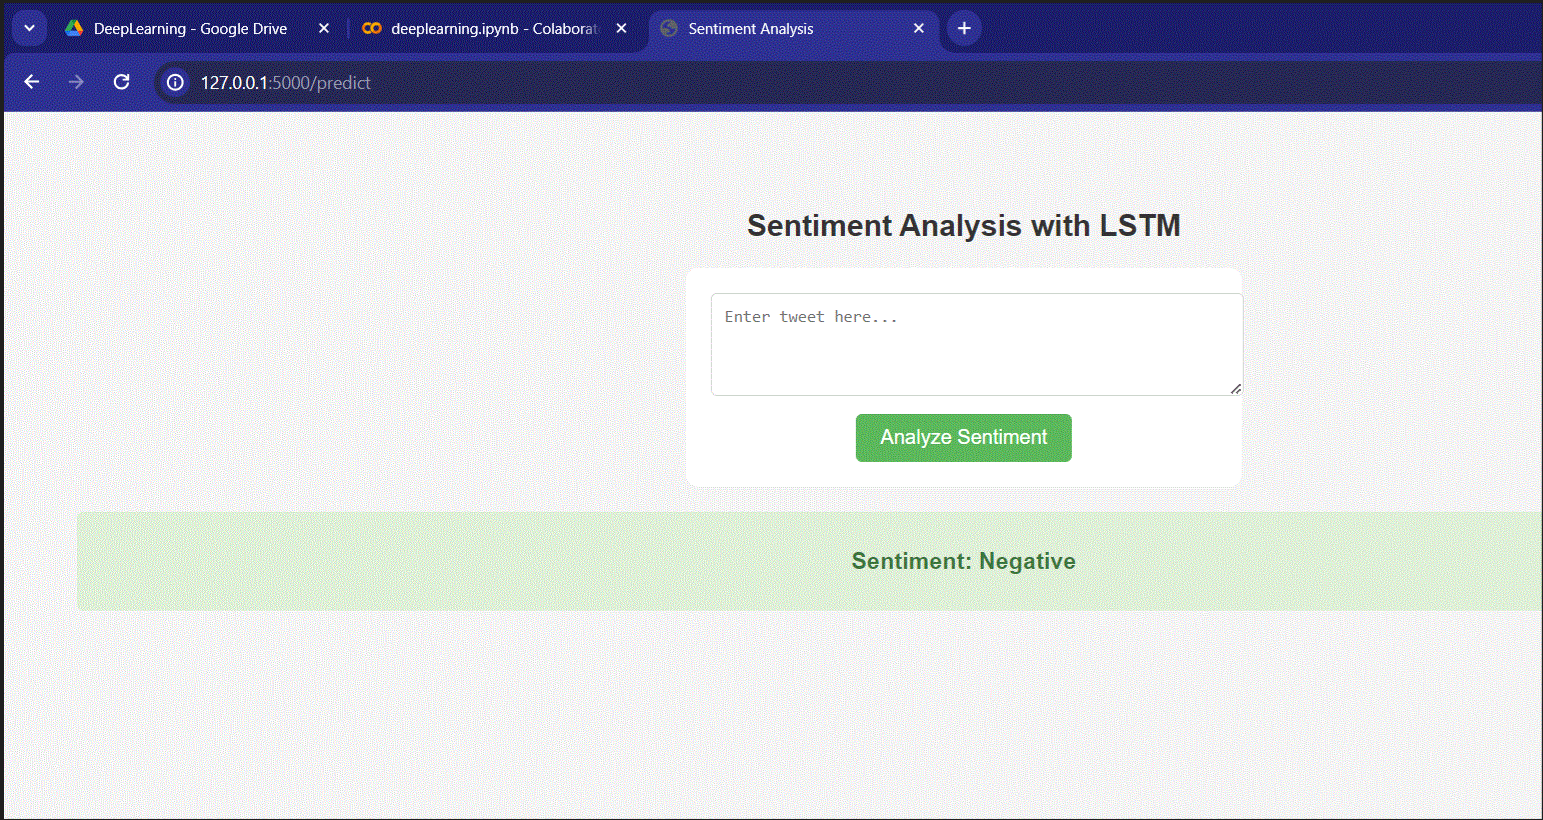 DeepLearning - Google Drive
deeplearning.ipynb - Colaborat
Sentiment Analysis
127.0.0.1:5000/predict
Sentiment Analysis with LSTM
Enter tweet here...
Analyze Sentiment
Sentiment: Negative